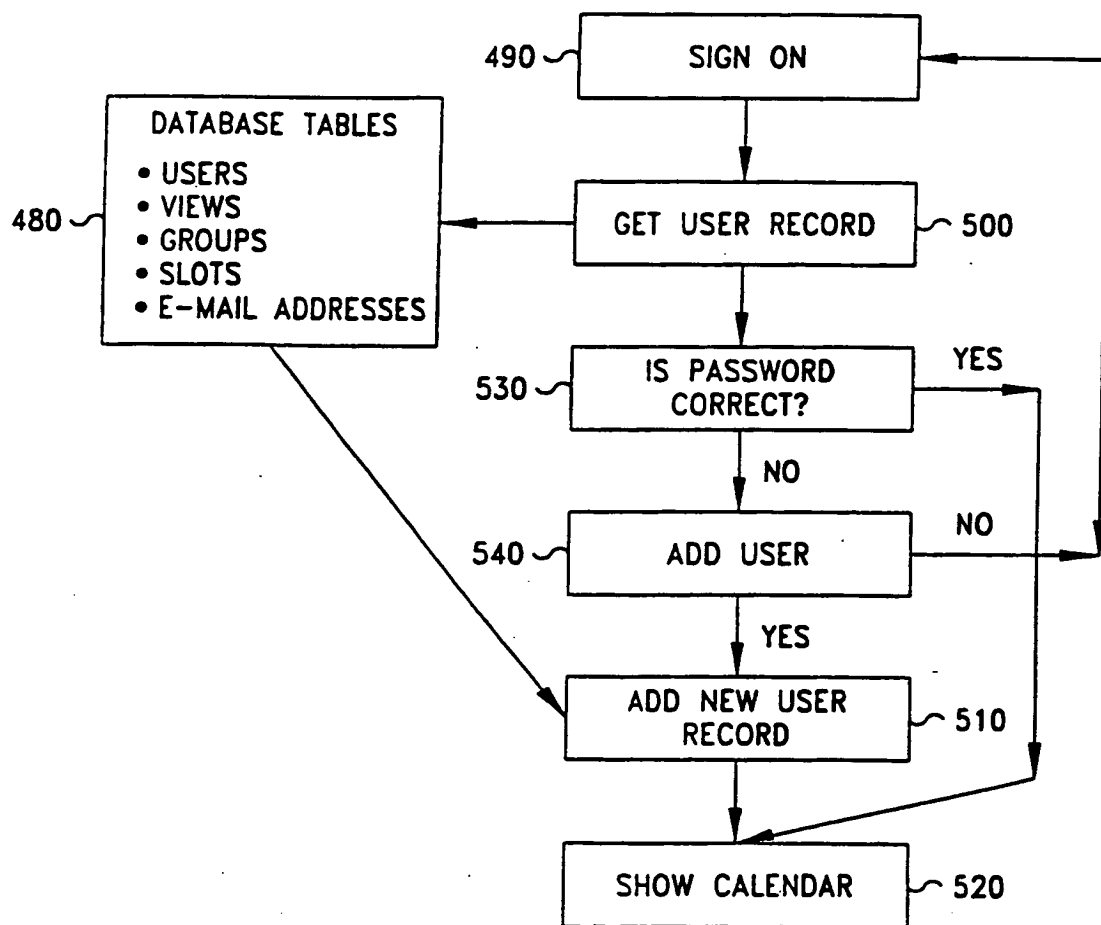 490
SIGN ON
DATABASE TABLES
• USERS
• VIEWS
• GROUPS
• SLOTS
• E-MAIL ADDRESSES
480
GET USER RECORD
500
530
IS PASSWORD
CORRECT?
YES
NO
540
ADD USER
NO
YES
ADD NEW USER
RECORD
510
SHOW CALENDAR
520